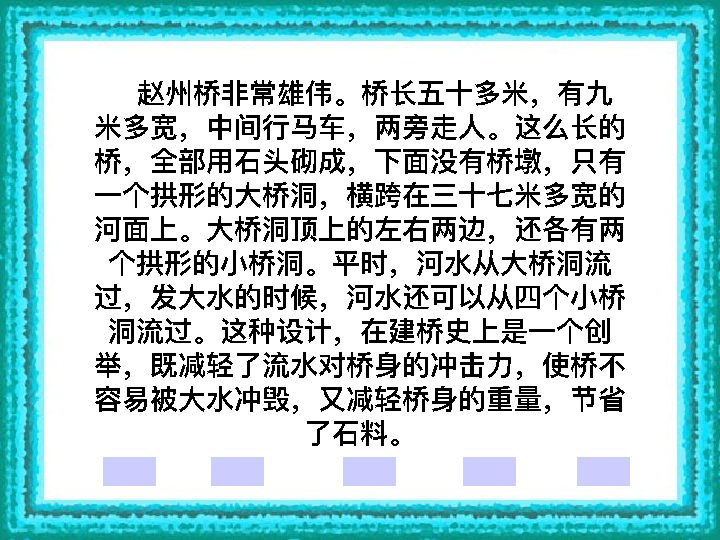 赵州桥非常雄伟。桥长五十多米，有九
米多宽，中间行马车，两旁走人。这么长的
桥，全部用石头砌成，下面没有桥墩，只有
一个拱形的大桥洞，横跨在三十七米多宽的
河面上。大桥洞顶上的左右两边，还各有两
个拱形的小桥洞。平时，河水从大桥洞流
过，发大水的时候，河水还可以从四个小桥
洞流过。这种设计，在建桥史上是一个创
举，既减轻了流水对桥身的冲击力，使桥不
容易被大水冲毁，又减轻桥身的重量，节省
了石料。